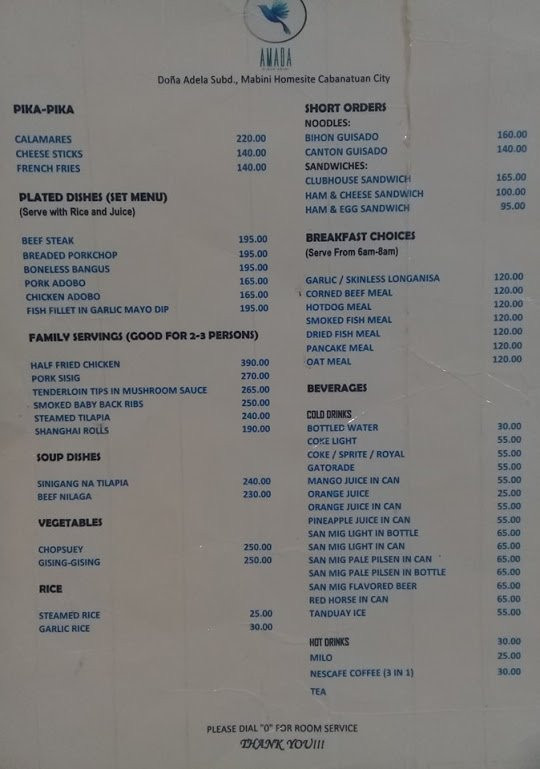 AMADA
Doña Adela Subd., Mabini Homesite Cabanatuan City
PIKA-PIKA
CALAMARES 220.00
CHEESE STICKS 140.00
FRENCH FRIES 140.00
PLATED DISHES (SET MENU)
(Serve with Rice and Juice)
BEEF STEAK 195.00
BREADED PORKCHOP 195.00
BONELESS BANGUS 195.00
PORK ADOBO 165.00
CHICKEN ADOBO 165.00
FISH FILLET IN GARLIC MAYO DIP 195.00
FAMILY SERVINGS (GOOD FOR 2-3 PERSONS)
HALF FRIED CHICKEN 390.00
PORK SISIG 270.00
TENDERLOIN TIPS IN MUSHROOM SAUCE 265.00
SMOKED BABY BACK RIBS 250.00
STEAMED TILAPIA 240.00
SHANGHAI ROLLS 190.00
SOUP DISHES
SINIGANG NA TILAPIA 240.00
BEEF NILAGA 230.00
VEGETABLES
CHOPSUEY 250.00
GISING-GISING 250.00
RICE
STEAMED RICE 25.00
GARLIC RICE 30.00
SHORT ORDERS
NOODLES:
BIHON GUISADO 160.00
CANTON GUISADO 140.00
SANDWICHES:
CLUBHOUSE SANDWICH 165.00
HAM & CHEESE SANDWICH 100.00
HAM & EGG SANDWICH 95.00
BREAKFAST CHOICES
(Serve From 6am-8am)
GARLIC / SKINLESS LONGANISA 120.00
CORNED BEEF MEAL 120.00
HOTDOG MEAL 120.00
SMOKED FISH MEAL 120.00
DRIED FISH MEAL 120.00
PANCAKE MEAL 120.00
OAT MEAL 120.00
BEVERAGES
COLD DRINKS
BOTTLED WATER 30.00
COKE LIGHT 55.00
COKE / SPRITE / ROYAL 55.00
GATORADE 55.00
MANGO JUICE IN CAN 55.00
ORANGE JUICE 25.00
ORANGE JUICE IN CAN 55.00
PINEAPPLE JUICE IN CAN 55.00
SAN MIG LIGHT IN BOTTLE 65.00
SAN MIG LIGHT IN CAN 65.00
SAN MIG PALE PILSEN IN CAN 65.00
SAN MIG PALE PILSEN IN BOTTLE 65.00
SAN MIG FLAVORED BEER 65.00
RED HORSE IN CAN 65.00
TANDUAY ICE 55.00
HOT DRINKS 30.00
MILO 25.00
NESCAFE COFFEE (3 IN 1) 30.00
TEA
PLEASE DIAL "0" FOR ROOM SERVICE
THANK YOU!!!